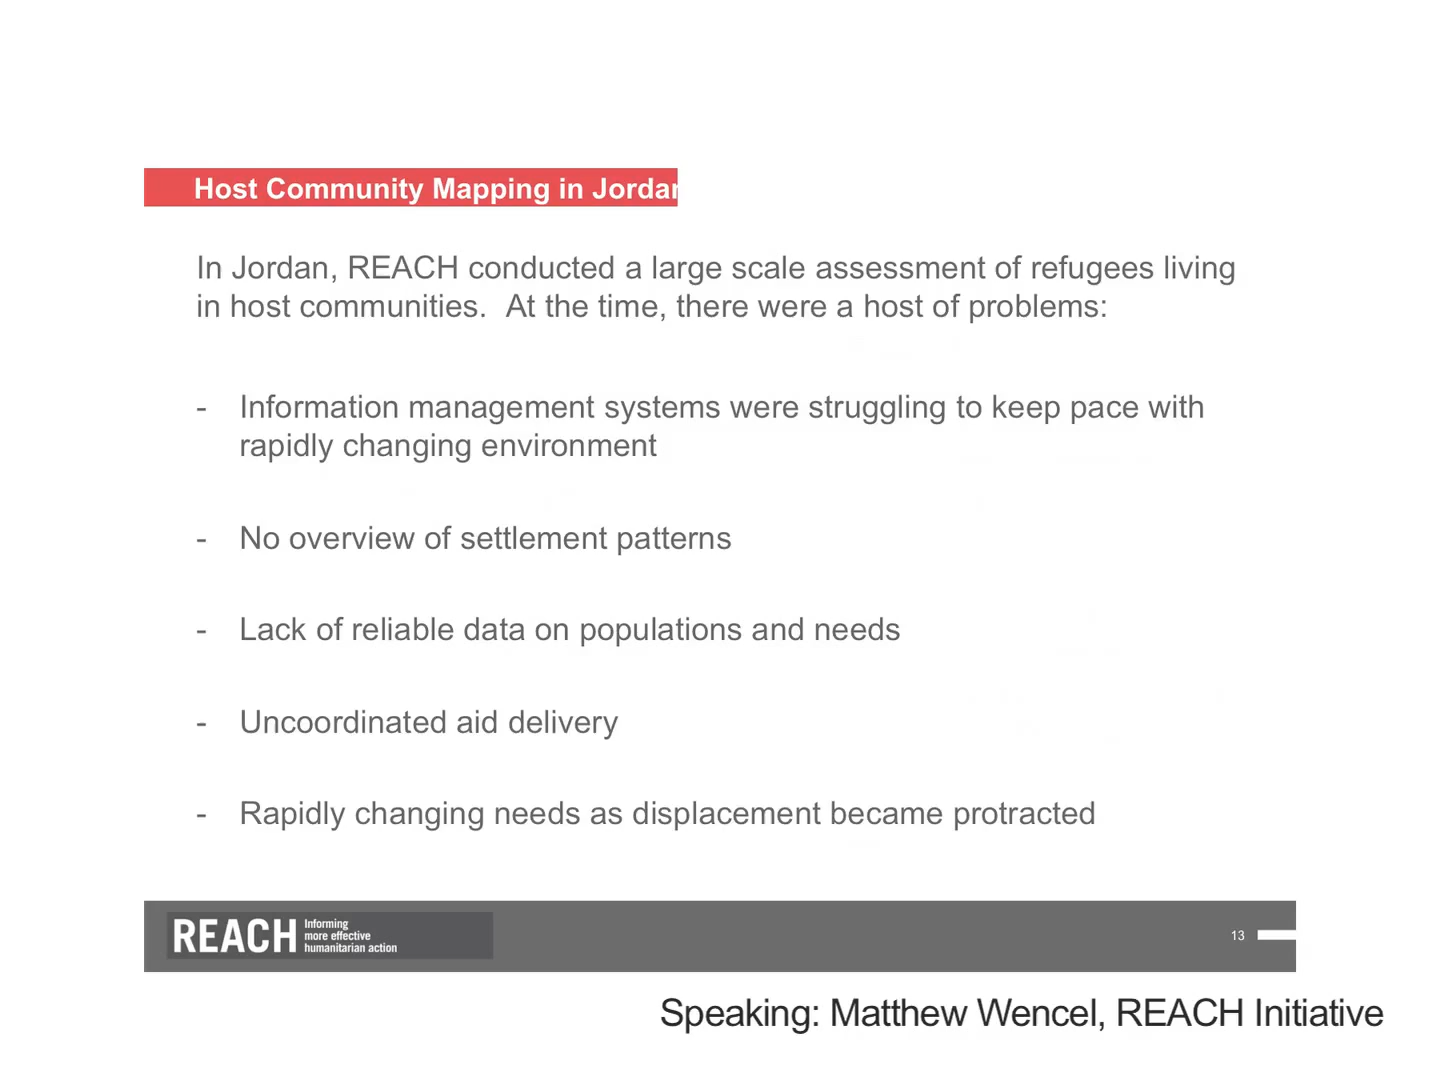 Host Community Mapping in Jordan
In Jordan, REACH conducted a large scale assessment of refugees living
in host communities.  At the time, there were a host of problems:
- Information management systems were struggling to keep pace with
rapidly changing environment
- No overview of settlement patterns
- Lack of reliable data on populations and needs
- Uncoordinated aid delivery
- Rapidly changing needs as displacement became protracted
REACH
Informing
more effective
humanitarian action
13
Speaking: Matthew Wencel, REACH Initiative